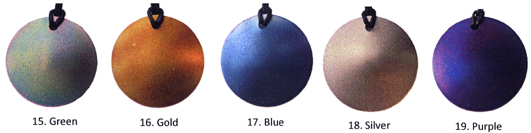 15. Green
16. Gold
17. Blue
18. Silver
19. Purple